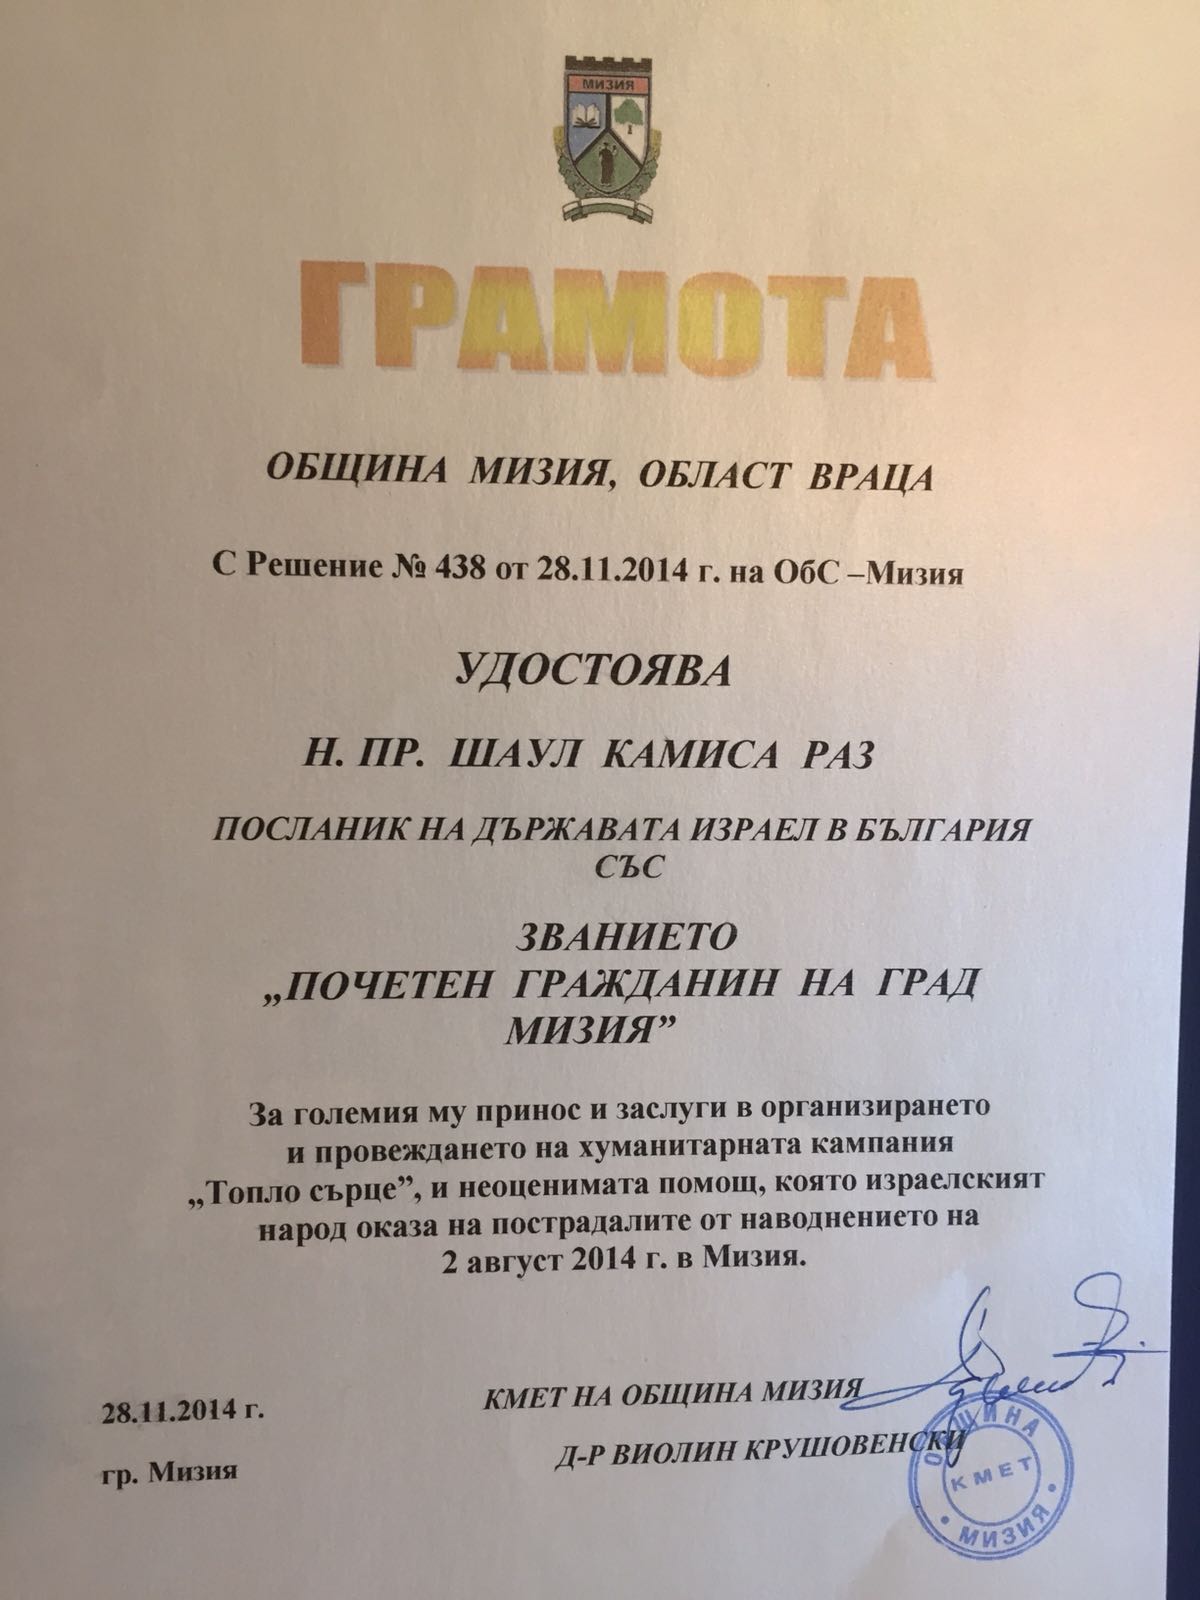 МИЗИЯ
ГРАМОТА
ОБЩИНА МИЗИЯ, ОБЛАСТ ВРАЦА
С Решение № 438 от 28.11.2014 г. на ОбС –Мизия
УДОСТОЯВА
Н. ПР. ШАУЛ КАМИСА РАЗ
ПОСЛАНИК НА ДЪРЖАВАТА ИЗРАЕЛ В БЪЛГАРИЯ
СЪС
ЗВАНИЕТО
„ПОЧЕТЕН ГРАЖДАНИН НА ГРАД
МИЗИЯ”
За големия му принос и заслуги в организирането
и провеждането на хуманитарната кампания
„Топло сърце”, и неоценимата помощ, която израелският
народ оказа на пострадалите от наводнението на
2 август 2014 г. в Мизия.
28.11.2014 г.
КМЕТ НА ОБЩИНА МИЗИЯ
гр. Мизия
Д-Р ВИОЛИН КРУШОВЕНСКИ
ОБЩИНА
КМЕТ
МИЗИЯ